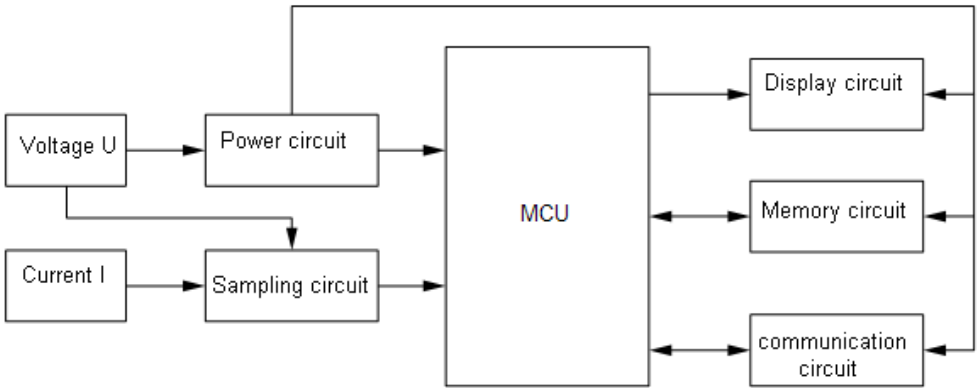 Voltage U
Power circuit
Current I
Sampling circuit
MCU
Display circuit
Memory circuit
communication
circuit